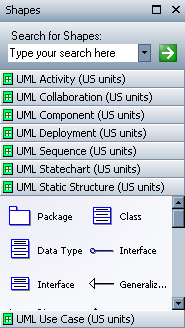 Shapes
Search for Shapes:
Type your search here
UML Activity (US units)
UML Collaboration (US units)
UML Component (US units)
UML Deployment (US units)
UML Sequence (US units)
UML Statechart (US units)
UML Static Structure (US units)
Package Class
Data Type Interface
Interface Generaliz...
UML Use Case (US units)